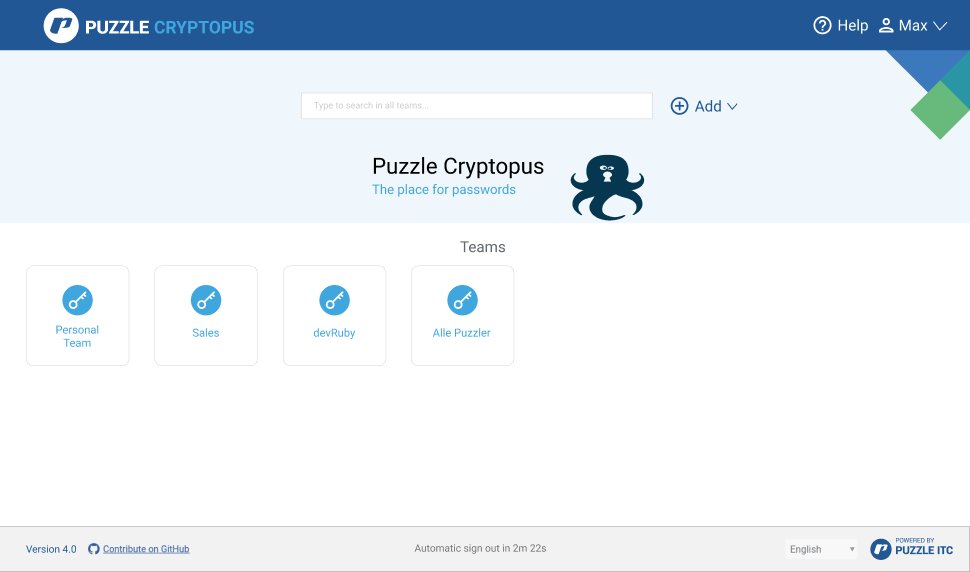 PUZZLE CRYPTOPUS
Help
Max
Type to search in all teams...
Add
Puzzle Cryptopus
The place for passwords
Teams
Personal
Team
Sales
devRuby
Alle Puzzler
Version 4.0
Contribute on GitHub
Automatic sign out in 2m 22s
English
POWERED BY
PUZZLE ITC